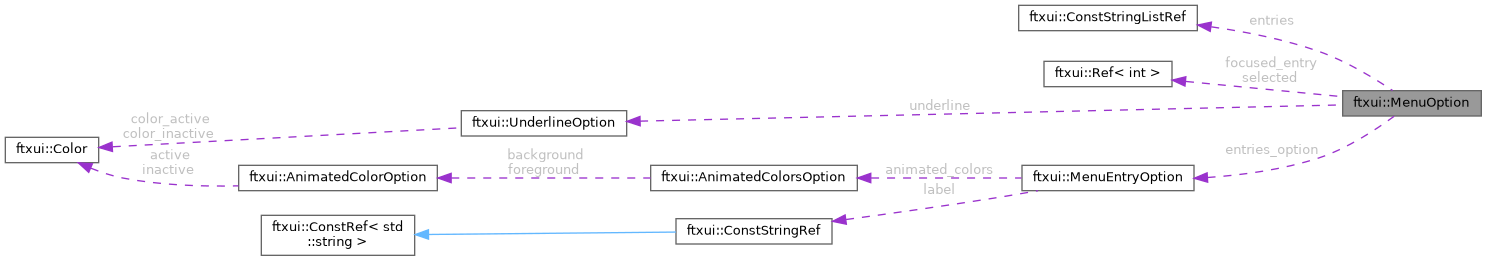 ftxui::ConstStringListRef
entries
focused_entry
selected
ftxui::Ref< int >
ftxui::MenuOption
underline
color_active
color_inactive
ftxui::UnderlineOption
ftxui::Color
active
inactive
background
foreground
entries_option
animated_colors
ftxui::AnimatedColorOption
ftxui::AnimatedColorsOption
ftxui::MenuEntryOption
label
ftxui::ConstRef< std
::string >
ftxui::ConstStringRef